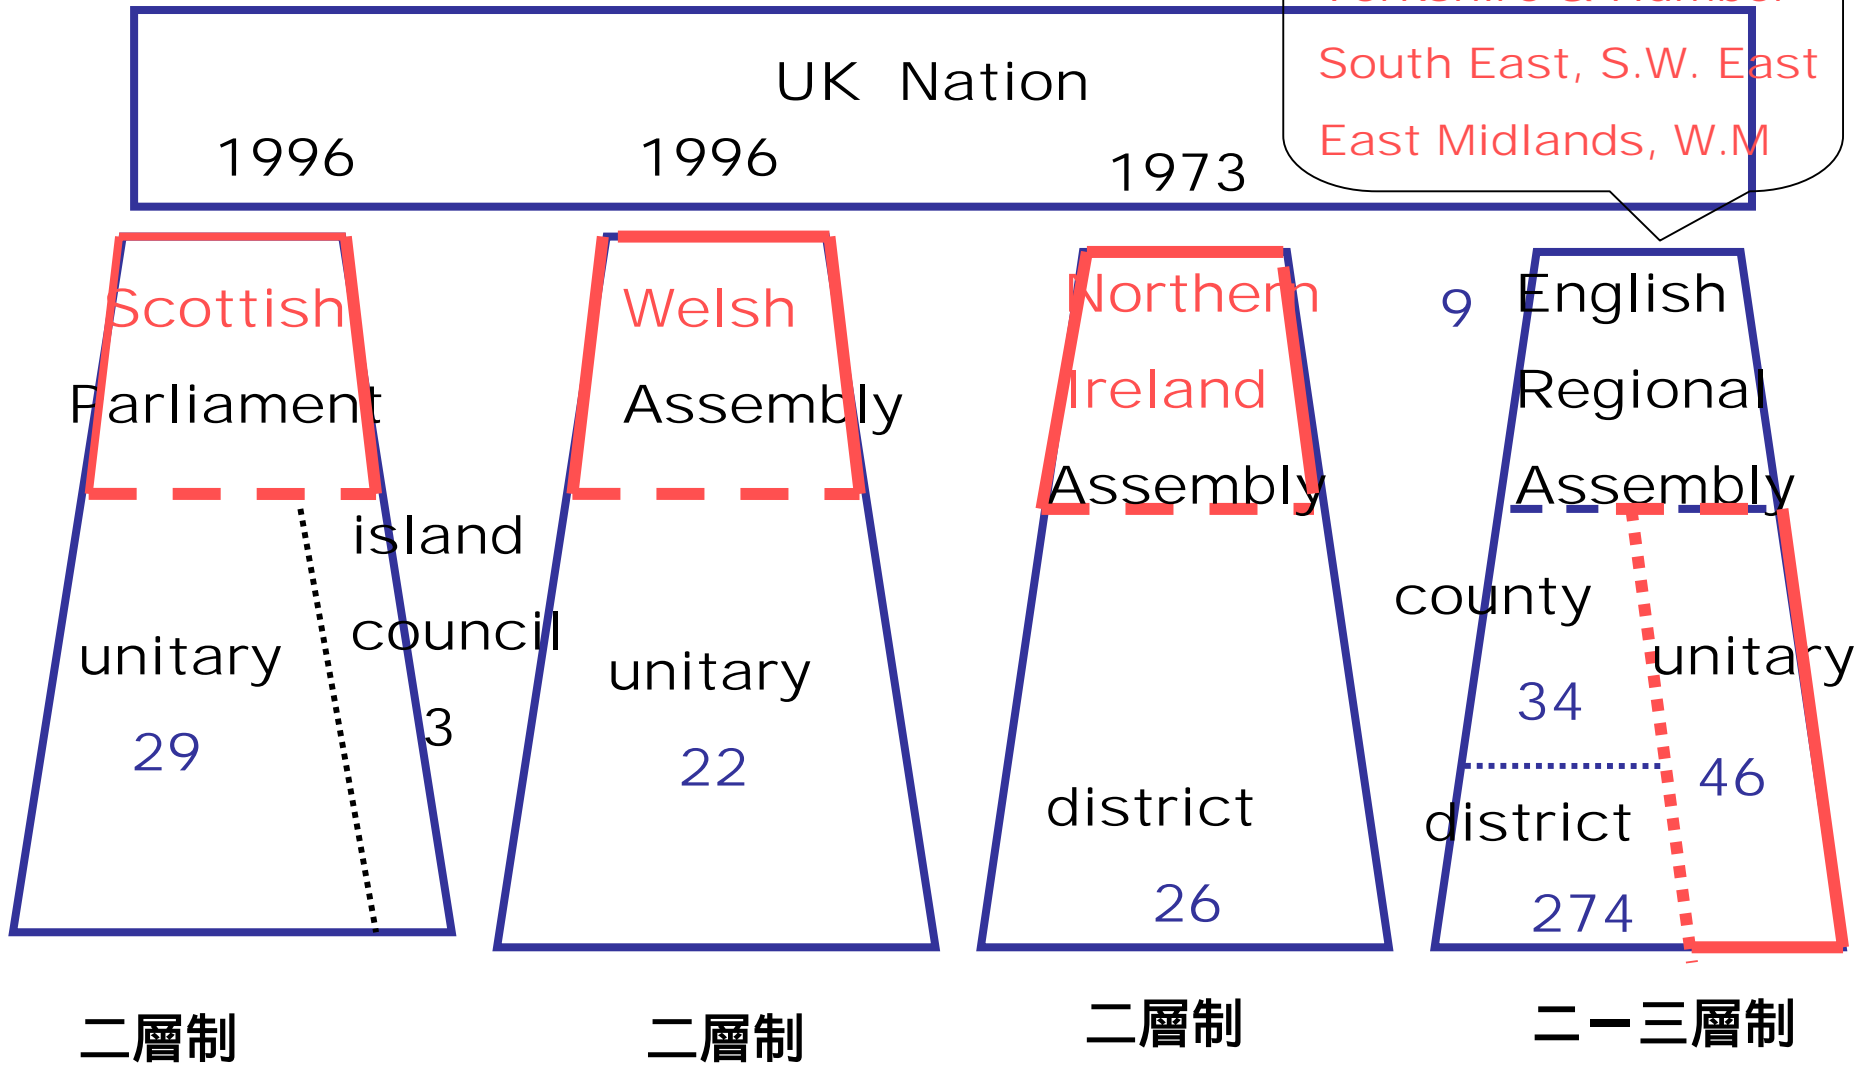 South East, S.W. East
East Midlands, W.M
UK Nation
1996
1996
1973
Scottish
Parliament
island
council
3
unitary
29
二層制
Welsh
Assembly
unitary
22
二層制
Northern
Ireland
Assembly
district
26
二層制
9
English
Regional
Assembly
county
34
district
274
unitary
46
二ー三層制